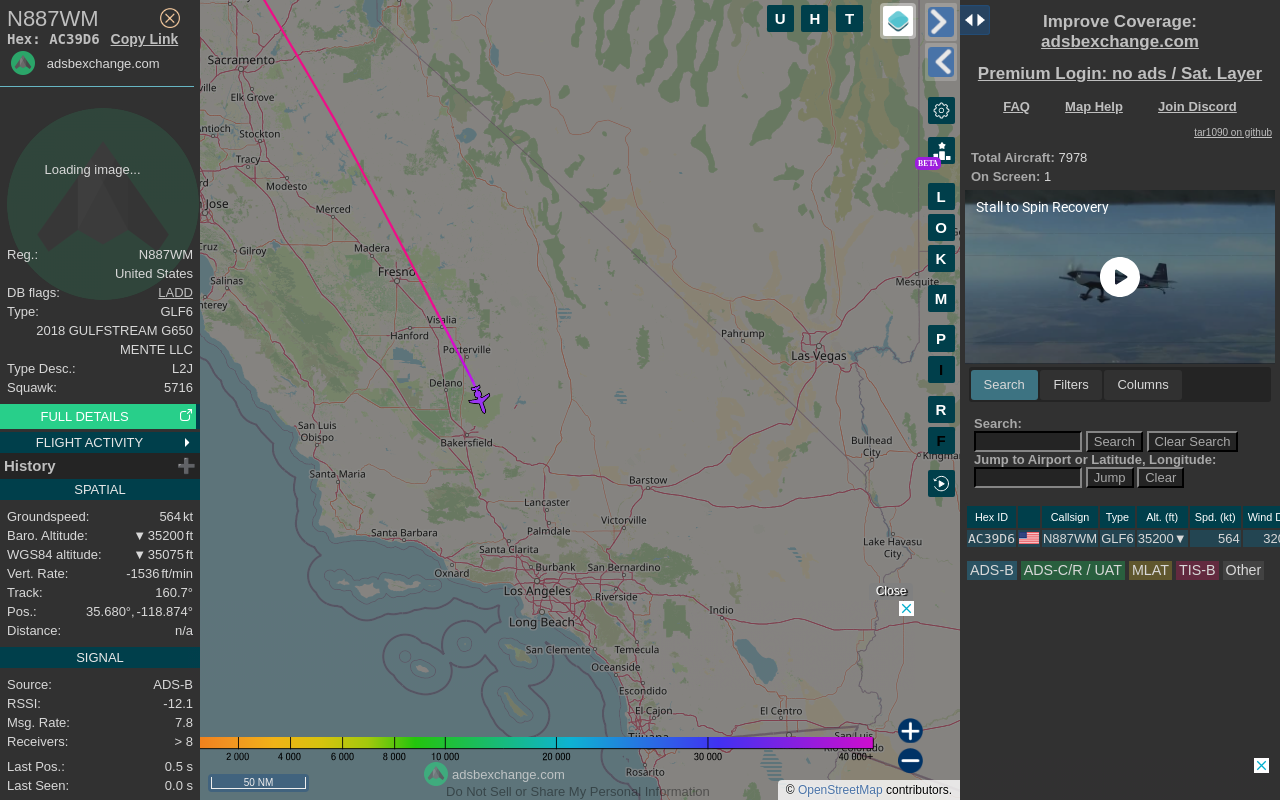 N887WM
Hex: AC39D6 Copy Link
adsbexchange.com
Loading image...
Reg.: N887WM
United States
DB flags: LADD
Type: GLF6
2018 GULFSTREAM G650
MENTE LLC
Type Desc.: L2J
Squawk: 5716
FULL DETAILS
FLIGHT ACTIVITY
History
SPATIAL
Groundspeed: 564 kt
Baro. Altitude: ▼ 35200 ft
WGS84 altitude: ▼ 35075 ft
Vert. Rate: -1536 ft/min
Track: 160.7°
Pos.: 35.680°, -118.874°
Distance: n/a
SIGNAL
Source: ADS-B
RSSI: -12.1
Msg. Rate: 7.8
Receivers: > 8
Last Pos.: 0.5 s
Last Seen: 0.0 s
U H T
L
O
K
M
P
I
R
F
BETA
Sacramento
Elk Grove
Stockton
Tracy
Modesto
Merced
Gilroy
Madera
Fresno
Salinas
Visalia
Hanford
Porterville
Delano
Bakersfield
San Luis
Obispo
Santa Maria
Santa Barbara
Lancaster
Palmdale
Santa Clarita
Oxnard
Burbank
San Bernardino
Los Angeles
Riverside
Long Beach
San Clemente
Temecula
Oceanside
Escondido
El Cajon
El Centro
Rosarito
Indio
Victorville
Barstow
Pahrump
Las Vegas
Mesquite
Bullhead
City
Lake Havasu
City
Close
2 000 4 000 6 000 8 000 10 000 20 000 30 000 40 000+
50 NM
adsbexchange.com
Do Not Sell or Share My Personal Information
© OpenStreetMap contributors.
Improve Coverage:
adsbexchange.com
Premium Login: no ads / Sat. Layer
FAQ Map Help Join Discord
tar1090 on github
Total Aircraft: 7978
On Screen: 1
Stall to Spin Recovery
Search Filters Columns
Search:
Search Clear Search
Jump to Airport or Latitude, Longitude:
Jump Clear
Hex ID Callsign Type Alt. (ft) Spd. (kt) Wind D
AC39D6 N887WM GLF6 35200▼ 564 320
ADS-B ADS-C/R / UAT MLAT TIS-B Other